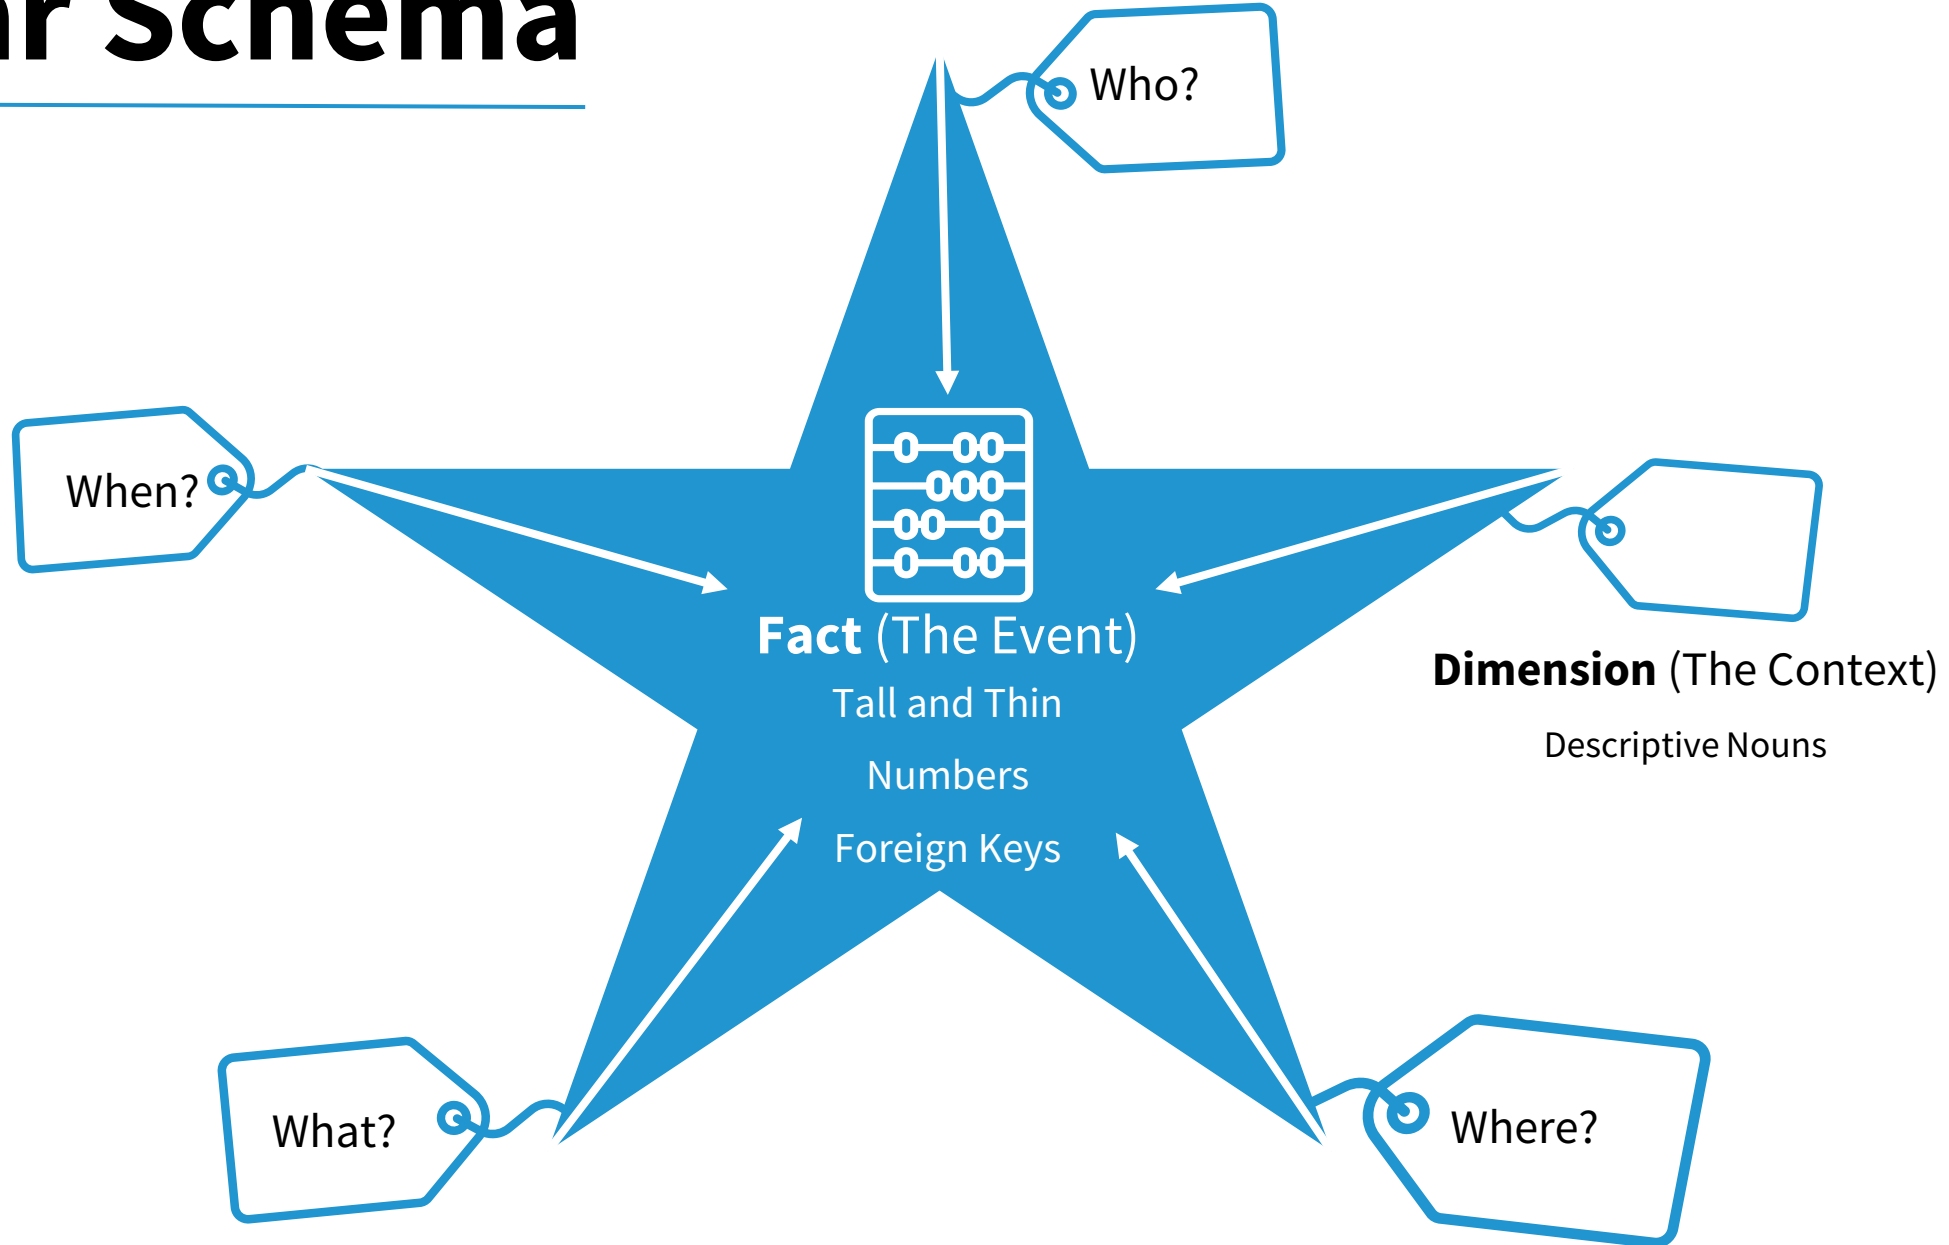 ar Schema
Who?
When?
Fact (The Event)
Tall and Thin
Numbers
Foreign Keys
Dimension (The Context)
Descriptive Nouns
What?
Where?